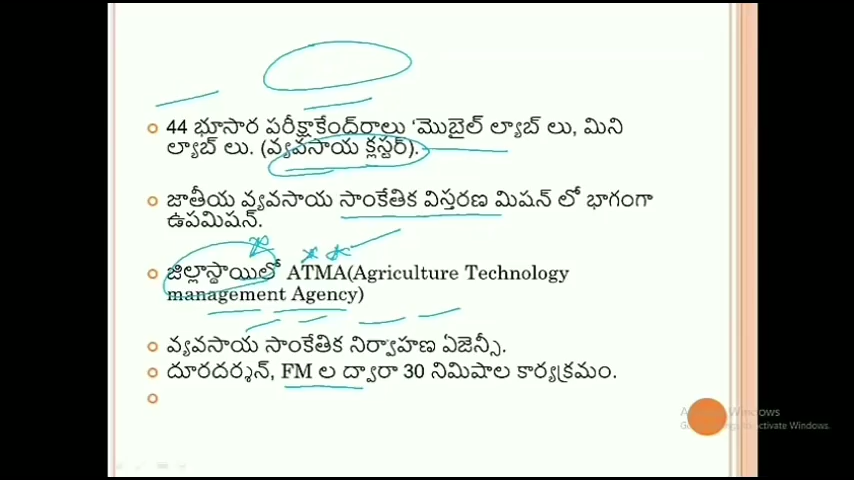 44 భూసార పరీక్షాకేంద్రాలు ‘మొబైల్ ల్యాబ్ లు, మిని
ల్యాబ్ లు. (వ్యవసాయ క్లస్టర్).
జాతీయ వ్యవసాయ సాంకేతిక విస్తరణ మిషన్ లో భాగంగా
ఉపమిషన్.
జిల్లాస్థాయిలో ATMA(Agriculture Technology
management Agency)
వ్యవసాయ సాంకేతిక నిర్వాహణ ఏజెన్సీ.
దూరదర్శన్, FM ల ద్వారా 30 నిమిషాల కార్యక్రమం.